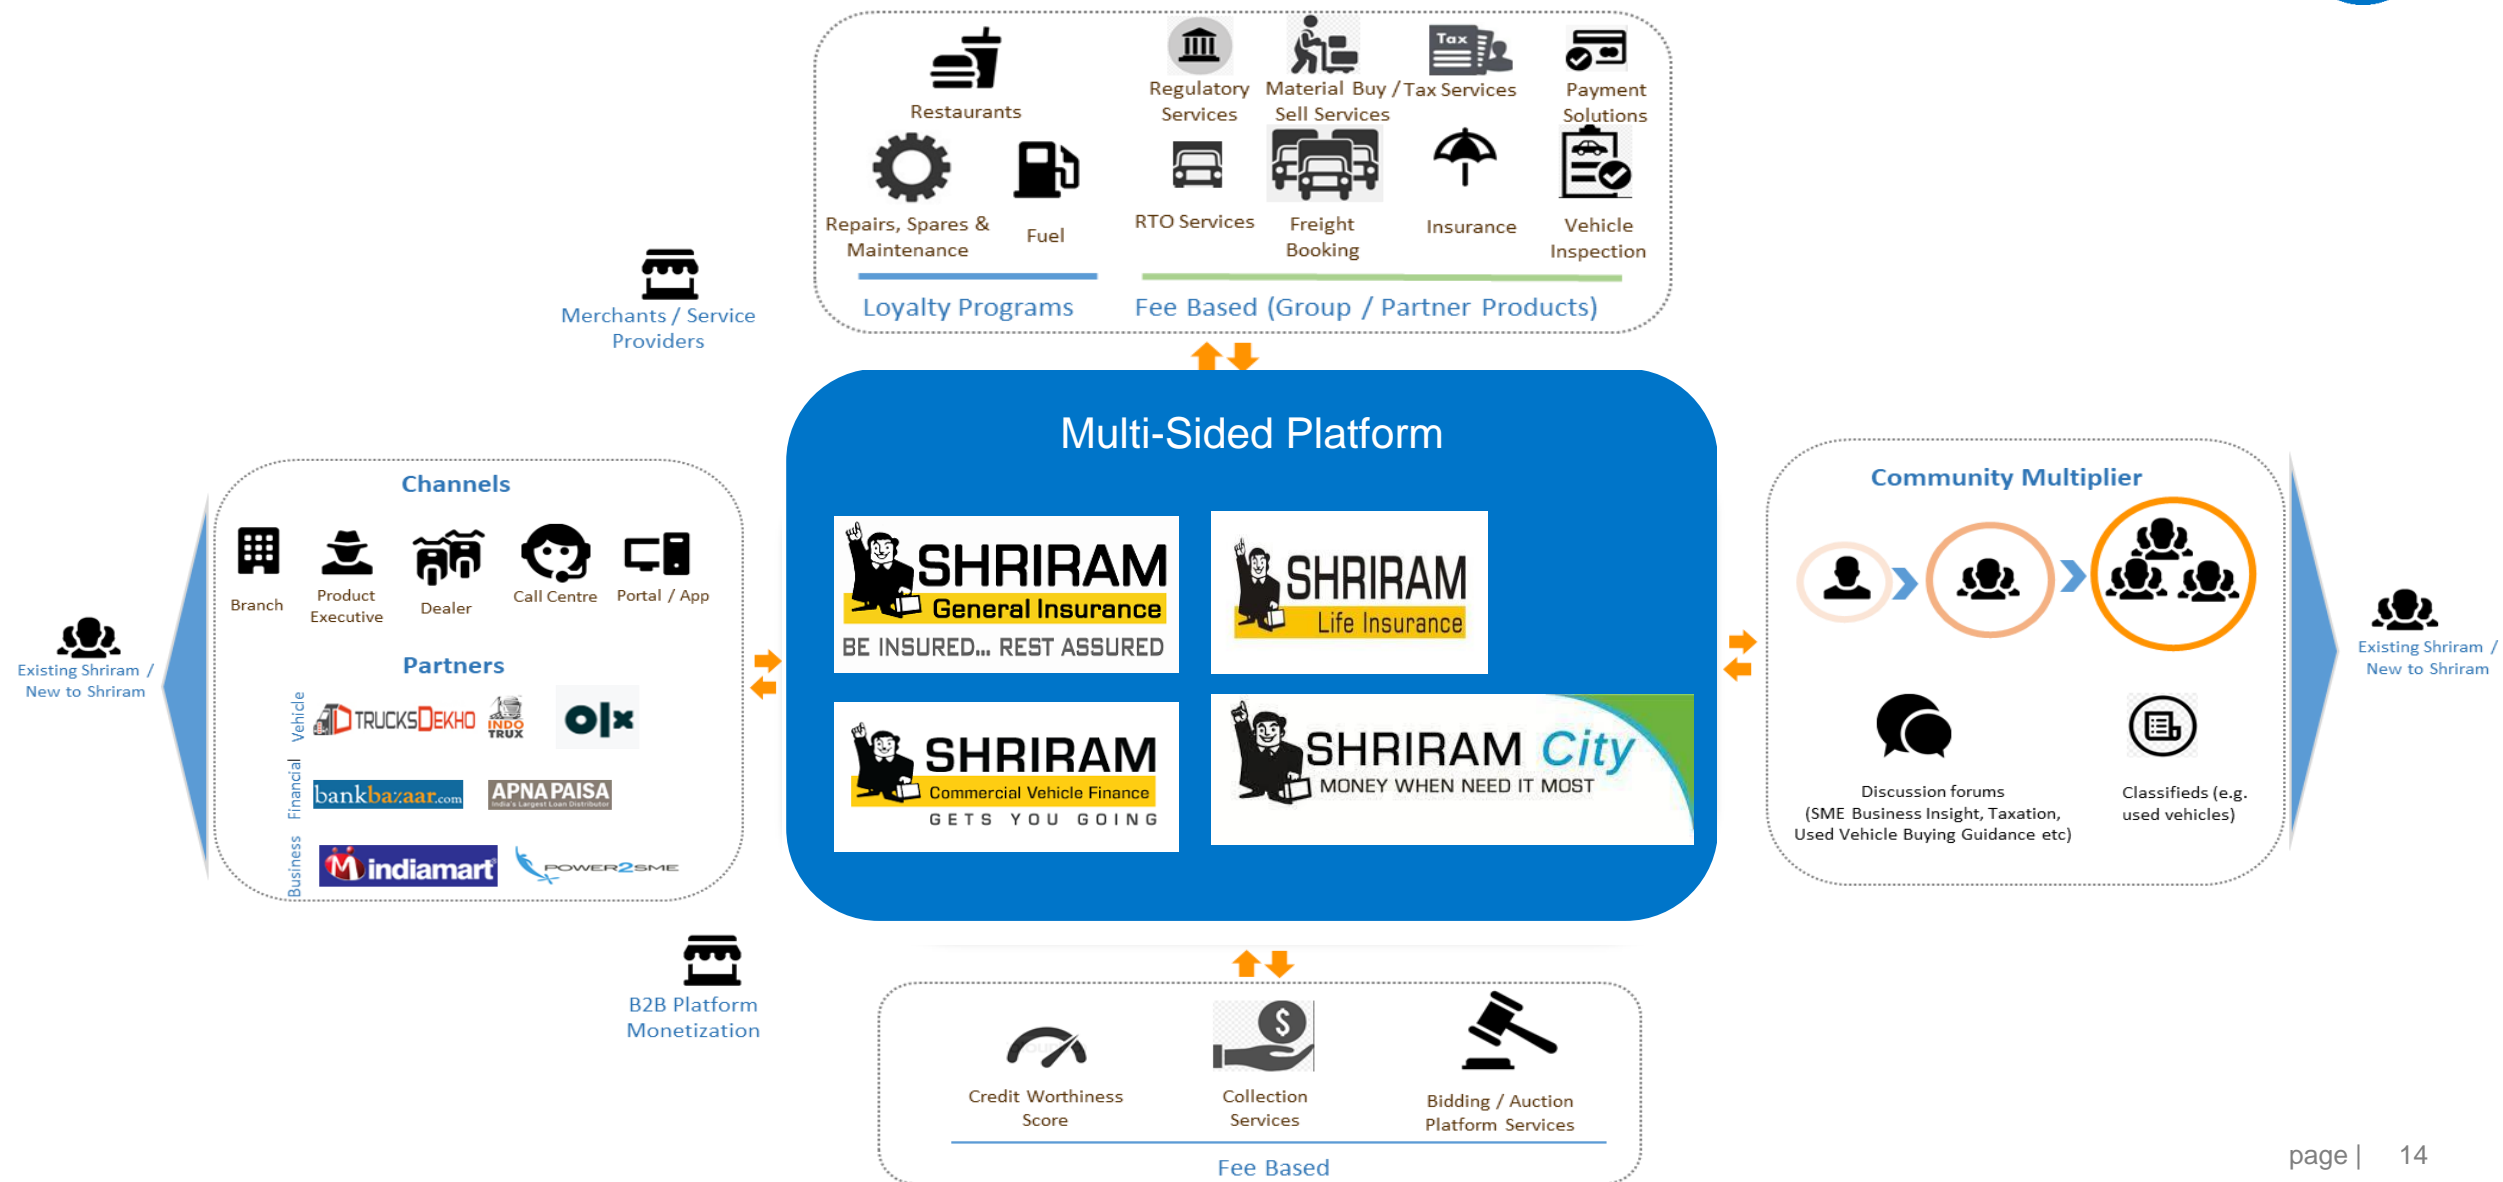 Restaurants
Repairs, Spares &
Maintenance
Fuel
Loyalty Programs
Regulatory
Services
Material Buy /
Sell Services
Tax
Tax Services
Payment
Solutions
RTO Services
Freight
Booking
Insurance
Vehicle
Inspection
Fee Based (Group / Partner Products)
Merchants / Service
Providers
Multi-Sided Platform
SHRIRAM
General Insurance
BE INSURED... REST ASSURED
SHRIRAM
Life Insurance
SHRIRAM
Commercial Vehicle Finance
GETS YOU GOING
SHRIRAM City
MONEY WHEN NEED IT MOST
Existing Shriram /
New to Shriram
Channels
Branch
Product
Executive
Dealer
Call Centre
Portal / App
Partners
Vehicle
TRUCKSDEKHO
INDO
TRUX
olx
Financial
bankbazaar.com
APNAPAISA
India's Largest Loan Distributor
Business
indiamart
POWER2SME
Community Multiplier
Discussion forums
(SME Business Insight, Taxation,
Used Vehicle Buying Guidance etc)
Classifieds (e.g.
used vehicles)
Existing Shriram /
New to Shriram
B2B Platform
Monetization
Credit Worthiness
Score
$
Collection
Services
Bidding / Auction
Platform Services
Fee Based
page | 14